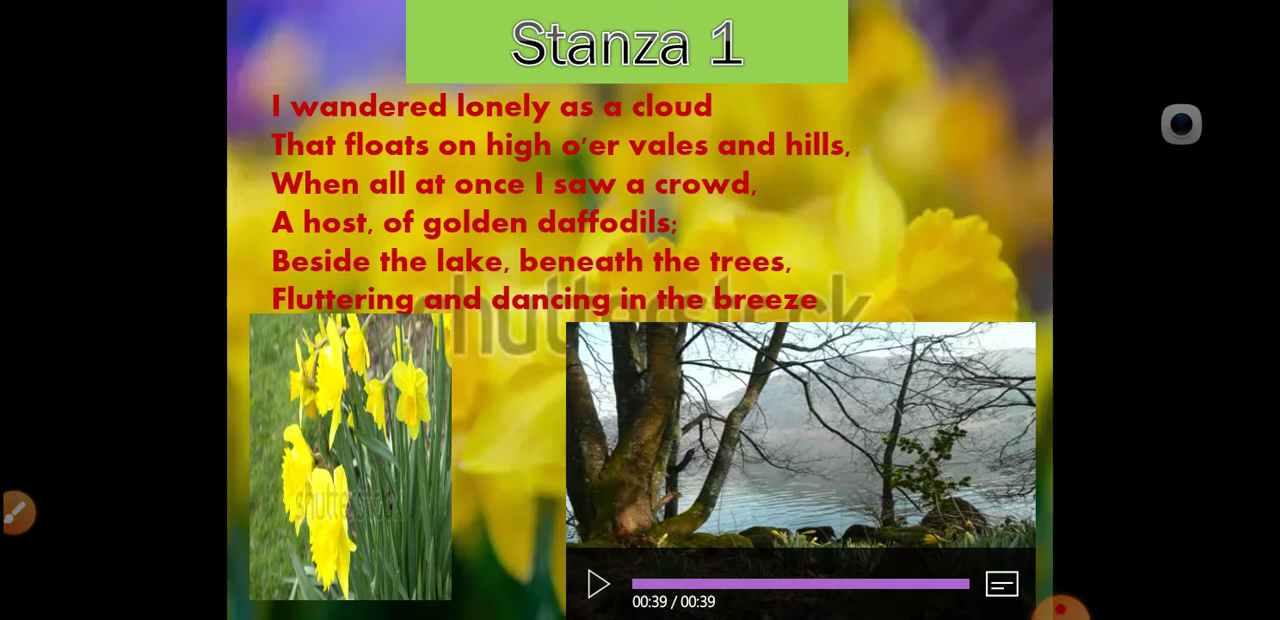 Stanza 1
I wandered lonely as a cloud
That floats on high o'er vales and hills,
When all at once I saw a crowd,
A host, of golden daffodils;
Beside the lake, beneath the trees,
Fluttering and dancing in the breeze
shutterstock
shutterstock
00:39 / 00:39